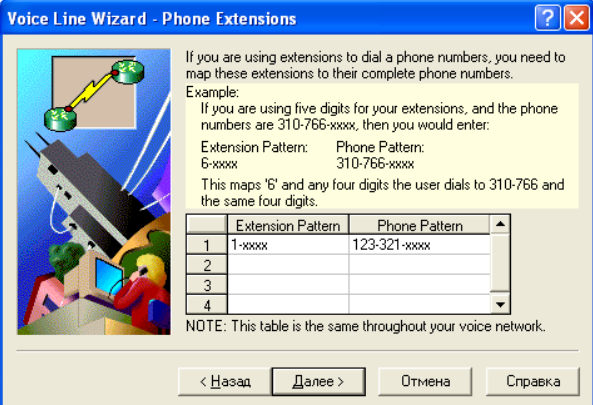 Voice Line Wizard - Phone Extensions
If you are using extensions to dial a phone numbers, you need to
map these extensions to their complete phone numbers.
Example:
If you are using five digits for your extensions, and the phone
numbers are 310-766-xxxx, then you would enter:
Extension Pattern: Phone Pattern:
6-xxxx 310-766-xxxx
This maps '6' and any four digits the user dials to 310-766 and
the same four digits.
Extension Pattern Phone Pattern
1 1-xxxx 123-321-xxxx
2
3
4
NOTE: This table is the same throughout your voice network.
< Назад Далее > Отмена Справка